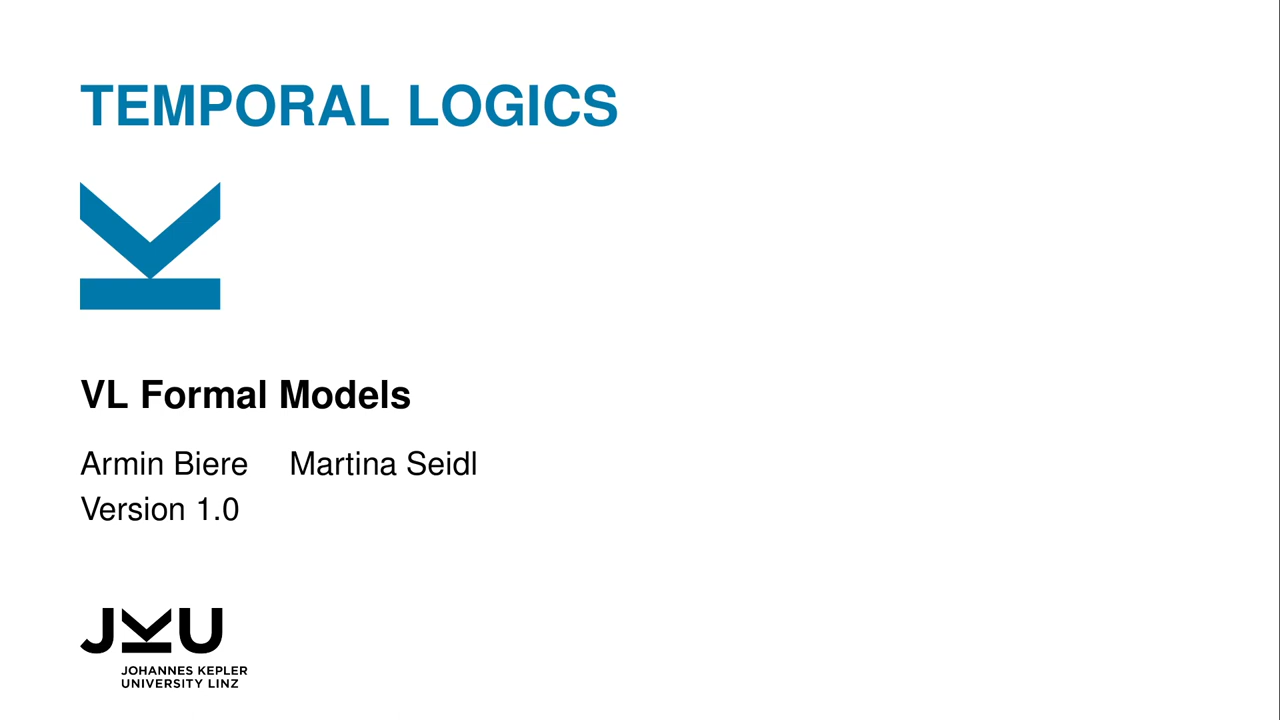 TEMPORAL LOGICS
VL Formal Models
Armin Biere Martina Seidl
Version 1.0
JKU
JOHANNES KEPLER
UNIVERSITY LINZ